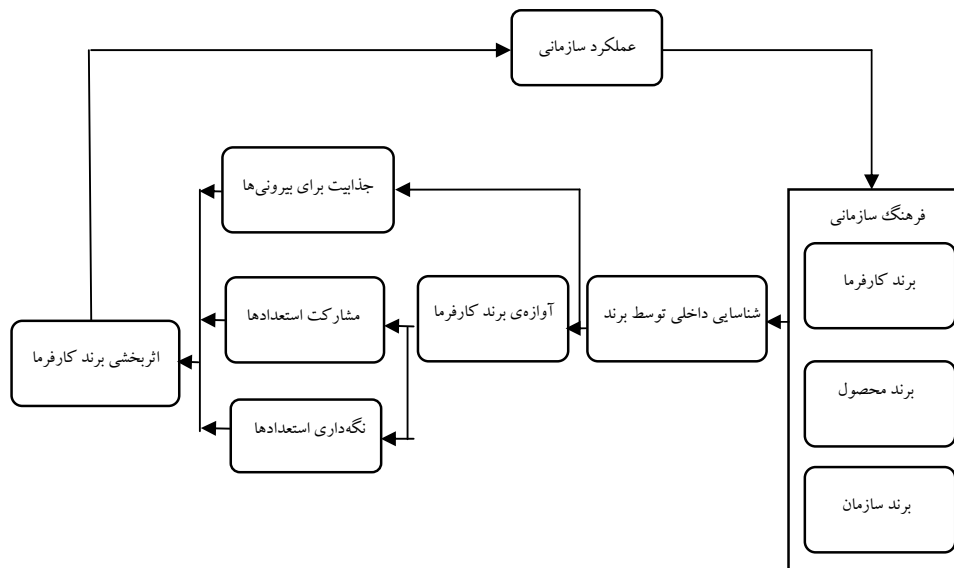 عملکرد سازمانی
جذابیت برای بیرونی‌ها
فرهنگ سازمانی
برند کارفرما
شناسایی داخلی توسط برند
آوازه‌ی برند کارفرما
مشارکت استعدادها
اثربخشی برند کارفرما
برند محصول
نگه‌داری استعدادها
برند سازمان